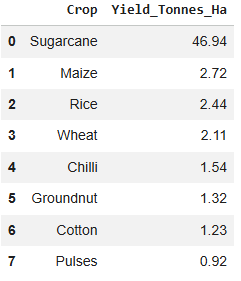 Crop Yield_Tonnes_Ha
0 Sugarcane 46.94
1 Maize 2.72
2 Rice 2.44
3 Wheat 2.11
4 Chilli 1.54
5 Groundnut 1.32
6 Cotton 1.23
7 Pulses 0.92